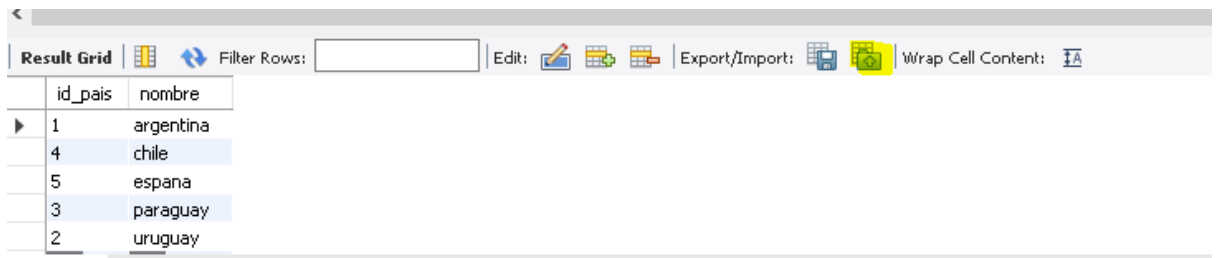 Result Grid Filter Rows: Edit: Export/Import: Wrap Cell Content: IA
id_pais nombre
1 argentina
4 chile
5 espana
3 paraguay
2 uruguay